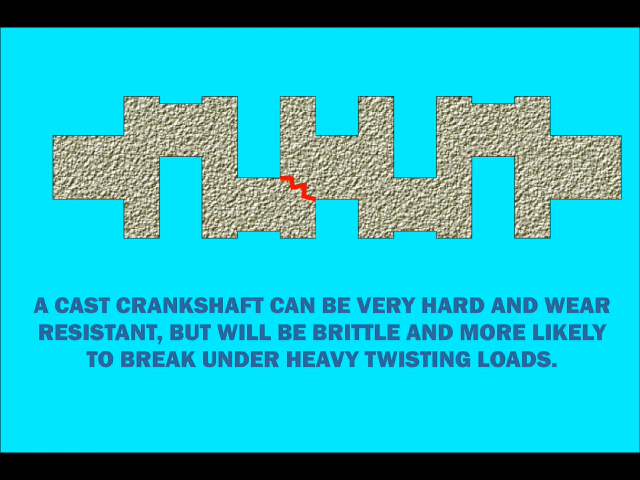 A CAST CRANKSHAFT CAN BE VERY HARD AND WEAR
RESISTANT, BUT WILL BE BRITTLE AND MORE LIKELY
TO BREAK UNDER HEAVY TWISTING LOADS.